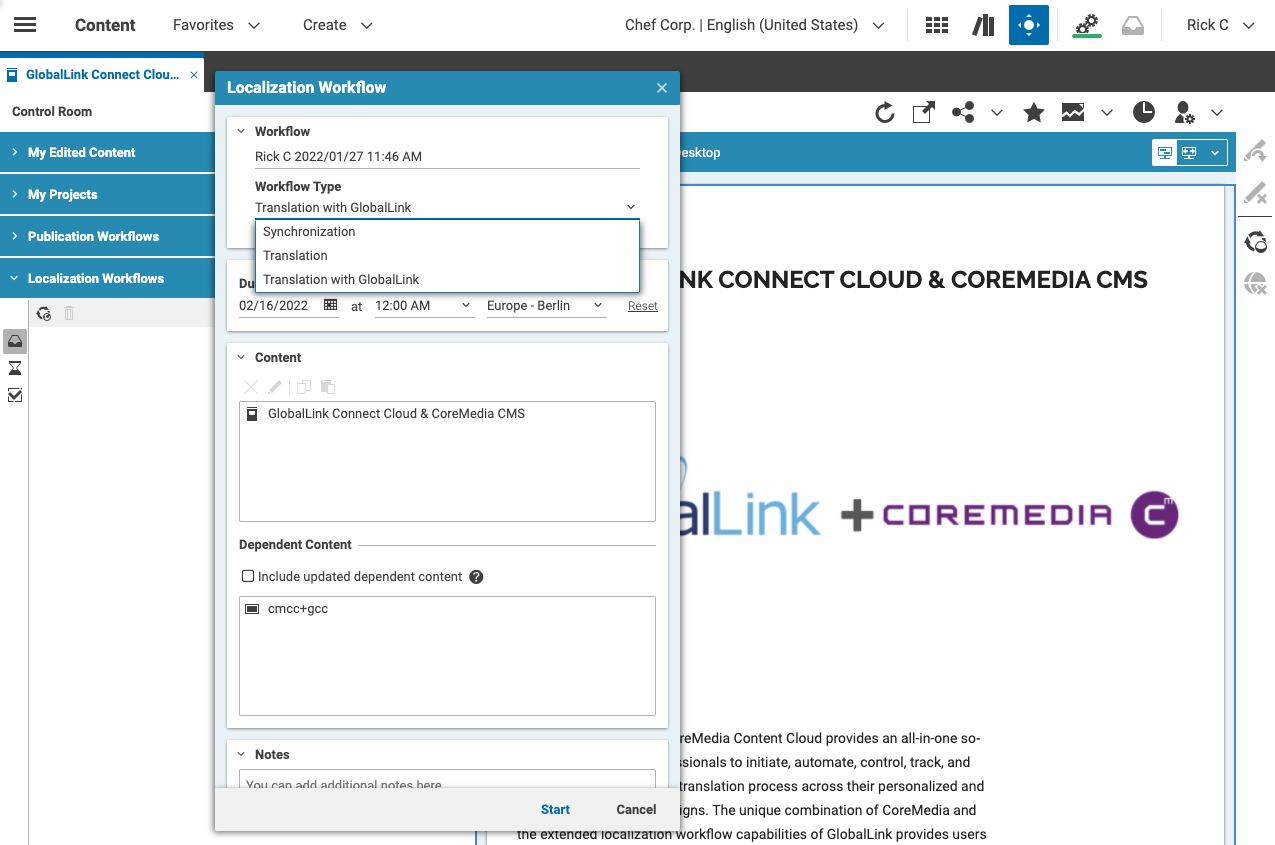 Content
Favorites
Create
Chef Corp. | English (United States)
Rick C
GlobalLink Connect Clou...
Control Room
My Edited Content
My Projects
Publication Workflows
Localization Workflows
Localization Workflow
Workflow
Rick C 2022/01/27 11:46 AM
Workflow Type
Translation with GlobalLink
Synchronization
Translation
Translation with GlobalLink
Du
02/16/2022 at 12:00 AM Europe - Berlin Reset
Content
GlobalLink Connect Cloud & CoreMedia CMS
Dependent Content
Include updated dependent content ?
cmcc+gcc
Notes
You can add additional notes here
Start Cancel
esktop
NK CONNECT CLOUD & COREMEDIA CMS
alLink + COREMEDIA C m
reMedia Content Cloud provides an all-in-one so-
ssionals to initiate, automate, control, track, and
translation process across their personalized and
igns. The unique combination of CoreMedia and
the extended localization workflow capabilities of GlobalLink provides users